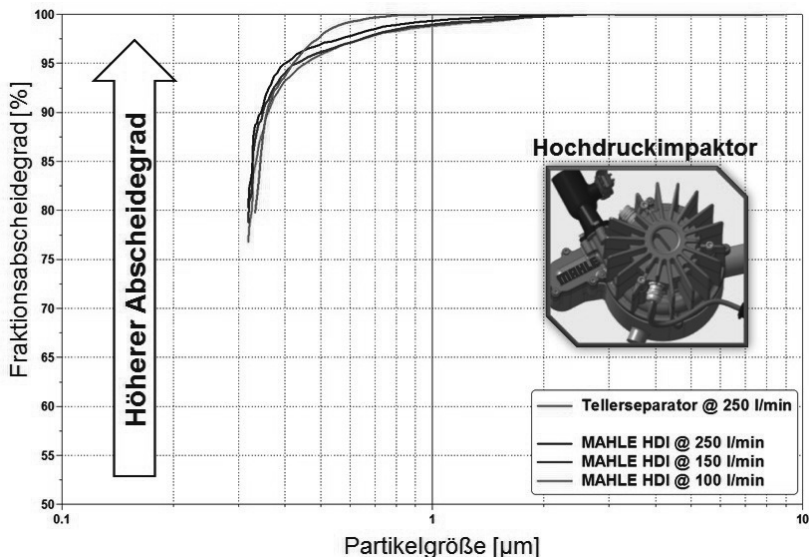 Fraktionsabscheidegrad [%]
100
95
90
85
80
75
70
65
60
55
50
Höherer Abscheidegrad
Hochdruckimpaktor
MAHLE
Tellerseparator @ 250 l/min
MAHLE HDI @ 250 l/min
MAHLE HDI @ 150 l/min
MAHLE HDI @ 100 l/min
0.1
1
10
Partikelgröße [µm]